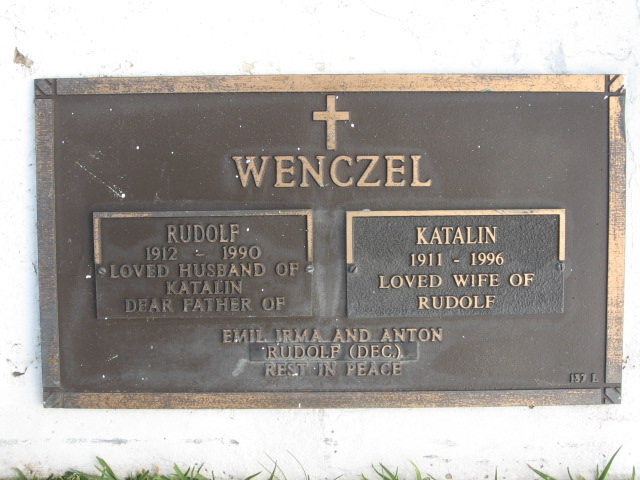 WENCZEL
RUDOLF
1912 - 1990
LOVED HUSBAND OF
KATALIN
DEAR FATHER OF
KATALIN
1911 - 1996
LOVED WIFE OF
RUDOLF
EMIL IRMA AND ANTON
RUDOLF (DEC)
REST IN PEACE
137 E